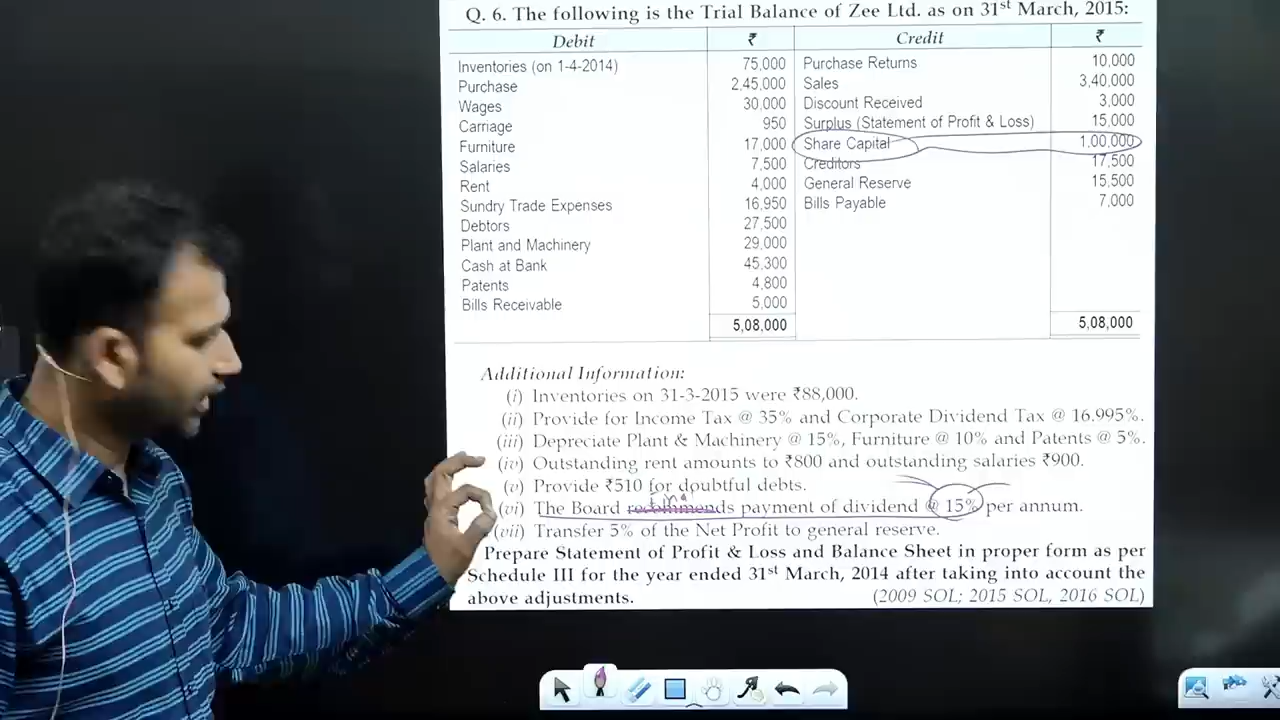 Q. 6. The following is the Trial Balance of Zee Ltd. as on 31st March, 2015:
Debit ₹ Credit ₹
Inventories (on 1-4-2014) 75,000 Purchase Returns 10,000
Purchase 2,45,000 Sales 3,40,000
Wages 30,000 Discount Received 3,000
Carriage 950 Surplus (Statement of Profit & Loss) 15,000
Furniture 17,000 Share Capital 1,00,000
Salaries 7,500 Creditors 17,500
Rent 4,000 General Reserve 15,500
Sundry Trade Expenses 16,950 Bills Payable 7,000
Debtors 27,500
Plant and Machinery 29,000
Cash at Bank 45,300
Patents 4,800
Bills Receivable 5,000
5,08,000 5,08,000
Additional Information:
(i) Inventories on 31-3-2015 were ₹88,000.
(ii) Provide for Income Tax @ 35% and Corporate Dividend Tax @ 16.995%.
(iii) Depreciate Plant & Machinery @ 15%, Furniture @ 10% and Patents @ 5%.
(iv) Outstanding rent amounts to ₹800 and outstanding salaries ₹900.
(v) Provide ₹510 for doubtful debts.
(vi) The Board recommends payment of dividend @ 15% per annum.
(vii) Transfer 5% of the Net Profit to general reserve.
Prepare Statement of Profit & Loss and Balance Sheet in proper form as per
Schedule III for the year ended 31st March, 2014 after taking into account the
above adjustments. (2009 SOL; 2015 SOL, 2016 SOL)